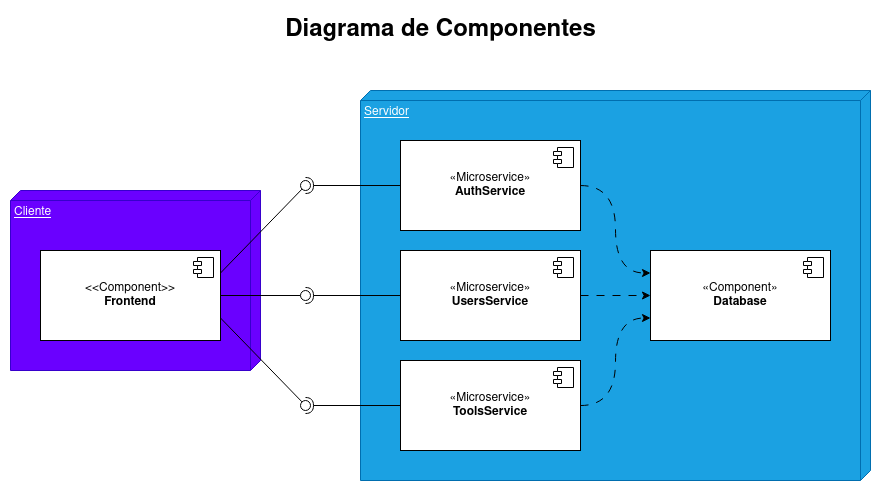 Diagrama de Componentes
Servidor
«Microservice»
AuthService
Cliente
<<Component>>
Frontend
«Microservice»
UsersService
«Component»
Database
«Microservice»
ToolsService